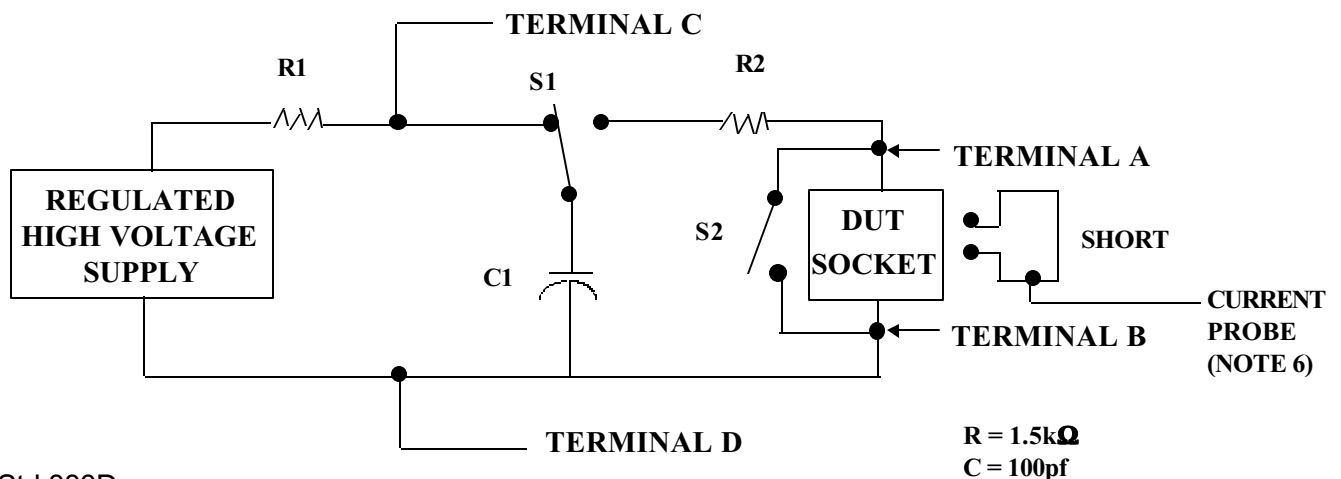 TERMINAL C
R1
S1
R2
TERMINAL A
REGULATED
HIGH VOLTAGE
SUPPLY
C1
S2
DUT
SOCKET
SHORT
CURRENT
PROBE
(NOTE 6)
TERMINAL B
TERMINAL D
R = 1.5kΩ
C = 100pf